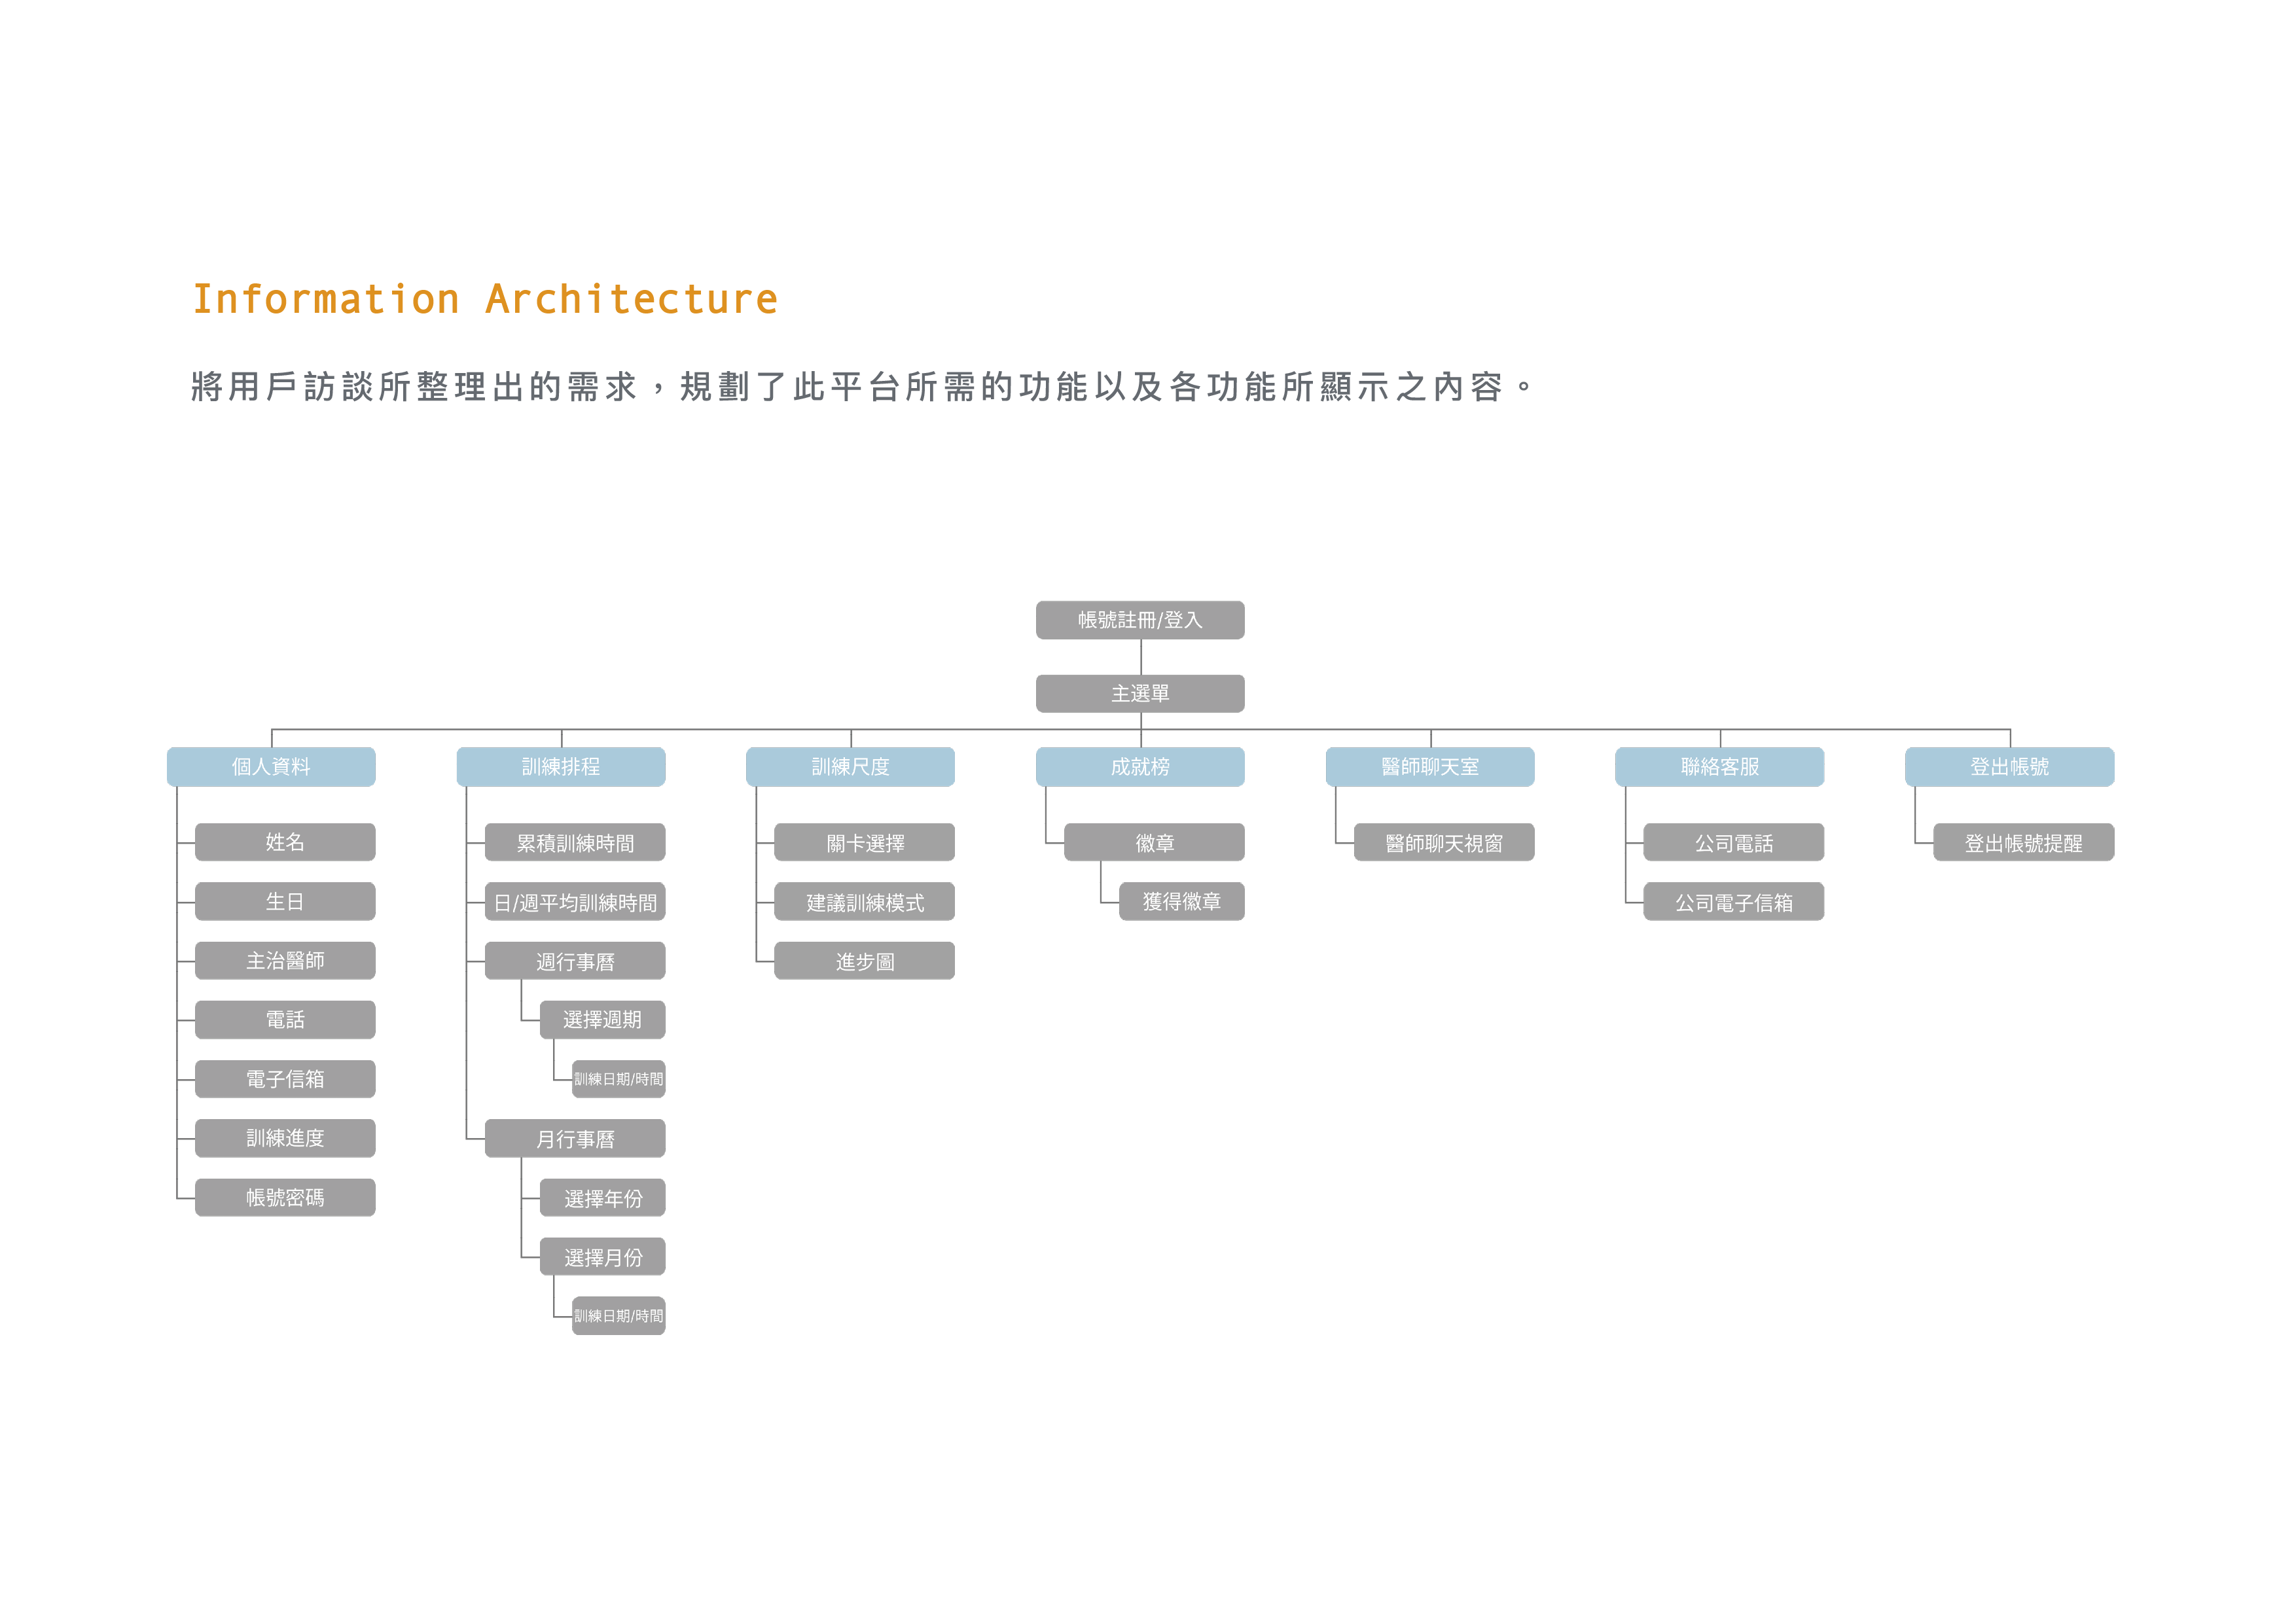 Information Architecture
將用戶訪談所整理出的需求，規劃了此平台所需的功能以及各功能所顯示之內容。
帳號註冊/登入
主選單
個人資料
姓名
生日
主治醫師
電話
電子信箱
訓練進度
帳號密碼
訓練排程
累積訓練時間
日/週平均訓練時間
週行事曆
選擇週期
訓練日期/時間
月行事曆
選擇年份
選擇月份
訓練日期/時間
訓練尺度
關卡選擇
建議訓練模式
進步圖
成就榜
徽章
獲得徽章
醫師聊天室
醫師聊天視窗
聯絡客服
公司電話
公司電子信箱
登出帳號
登出帳號提醒